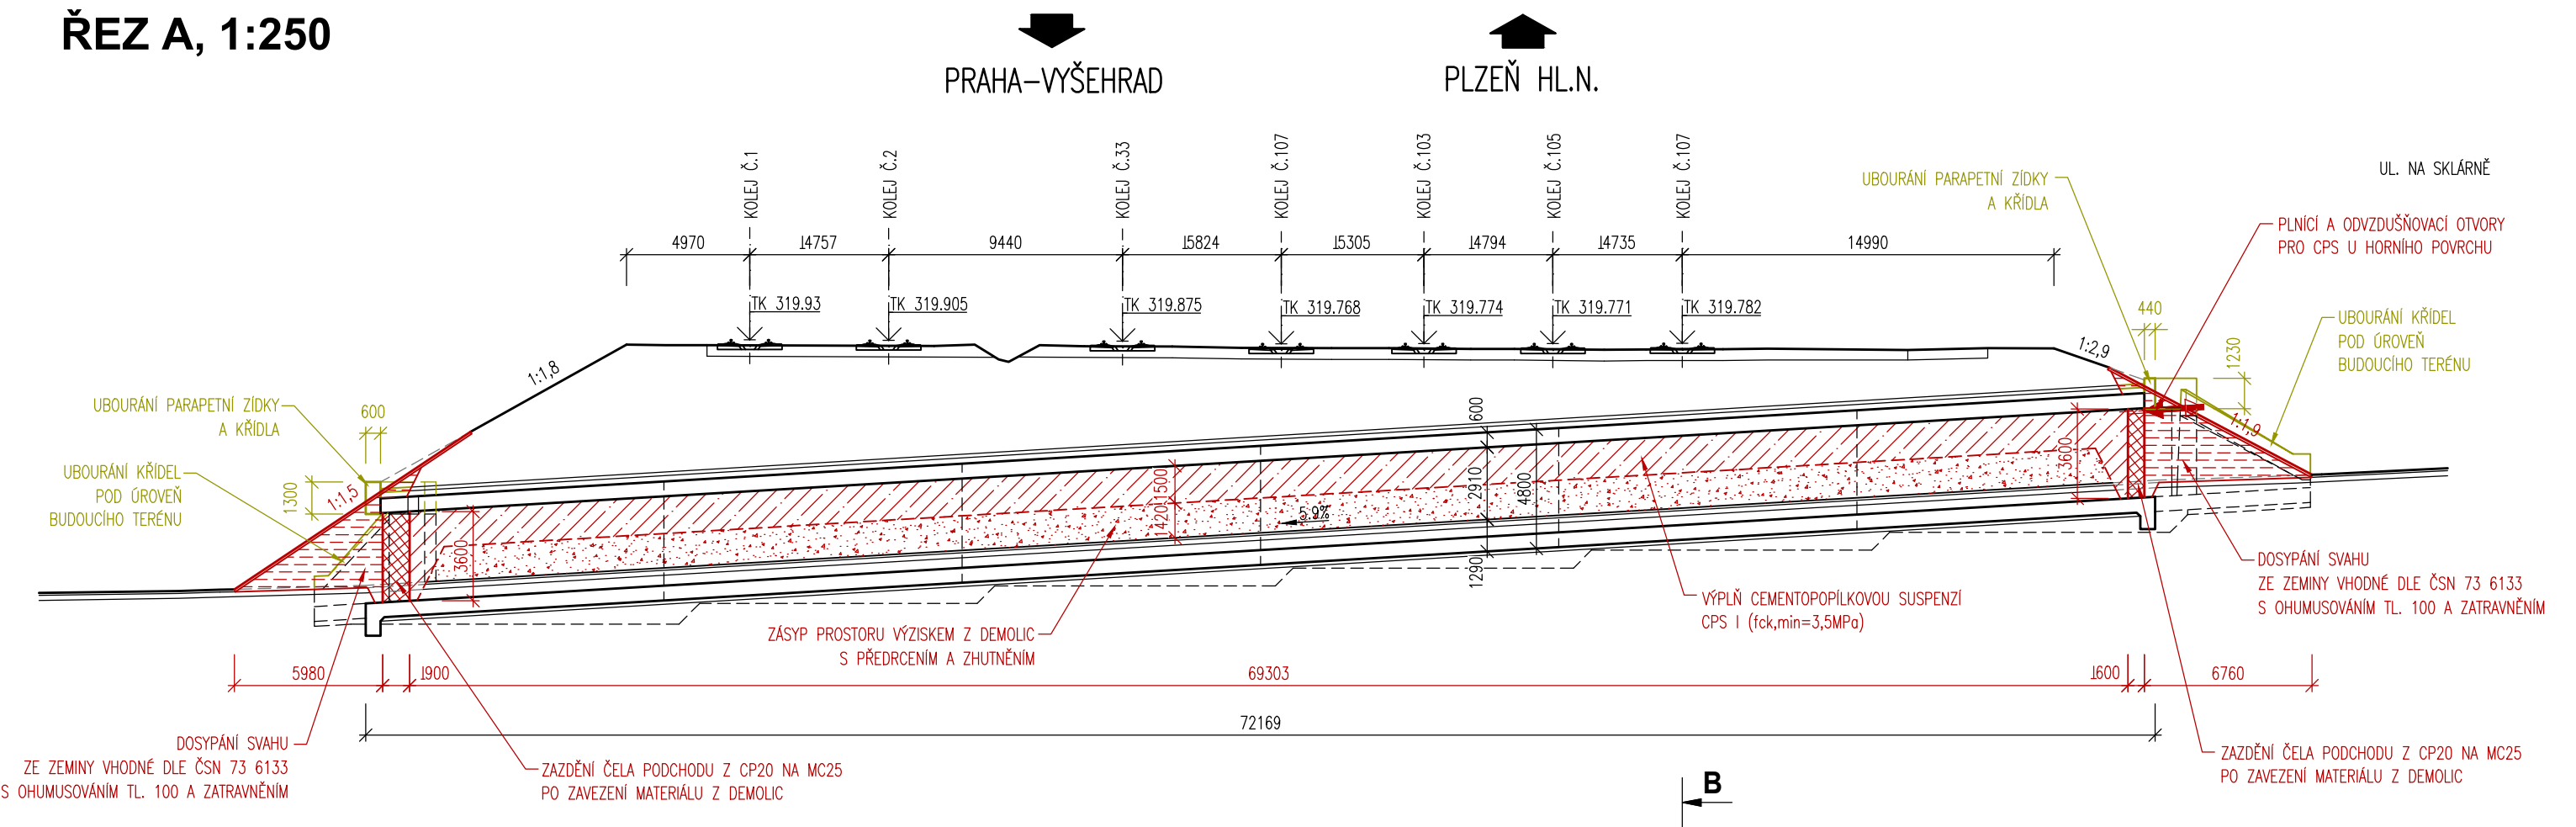 ŘEZ A, 1:250
PRAHA-VYŠEHRAD
PLZEŇ HL.N.
KOLEJ Č.1
KOLEJ Č.2
KOLEJ Č.33
KOLEJ Č.107
KOLEJ Č.103
KOLEJ Č.105
KOLEJ Č.107
UL. NA SKLÁRNĚ
UBOURÁNÍ PARAPETNÍ ZÍDKY
A KŘÍDLA
PLNÍCÍ A ODVZDUŠŇOVACÍ OTVORY
PRO CPS U HORNÍHO POVRCHU
4970
14757
9440
15824
15305
14794
14735
14990
TK 319.93
TK 319.905
TK 319.875
TK 319.768
TK 319.774
TK 319.771
TK 319.782
440
1230
UBOURÁNÍ KŘÍDEL
POD ÚROVEŇ
BUDOUCÍHO TERÉNU
1:1,8
1:2,9
UBOURÁNÍ PARAPETNÍ ZÍDKY
A KŘÍDLA
600
600
1:1,9
UBOURÁNÍ KŘÍDEL
POD ÚROVEŇ
BUDOUCÍHO TERÉNU
1300
1:1,5
3600
1500
1420
2910
4800
1290
5.9%
3600
DOSYPÁNÍ SVAHU
ZE ZEMINY VHODNÉ DLE ČSN 73 6133
S OHUMUSOVÁNÍM TL. 100 A ZATRAVNĚNÍM
VÝPLŇ CEMENTOPOPÍLKOVOU SUSPENZÍ
CPS I (fck,min=3,5MPa)
ZÁSYP PROSTORU VÝZISKEM Z DEMOLIC
S PŘEDRCENÍM A ZHUTNĚNÍM
5980
1900
69303
1600
6760
72169
DOSYPÁNÍ SVAHU
ZE ZEMINY VHODNÉ DLE ČSN 73 6133
S OHUMUSOVÁNÍM TL. 100 A ZATRAVNĚNÍM
ZAZDĚNÍ ČELA PODCHODU Z CP20 NA MC25
PO ZAVEZENÍ MATERIÁLU Z DEMOLIC
B
ZAZDĚNÍ ČELA PODCHODU Z CP20 NA MC25
PO ZAVEZENÍ MATERIÁLU Z DEMOLIC